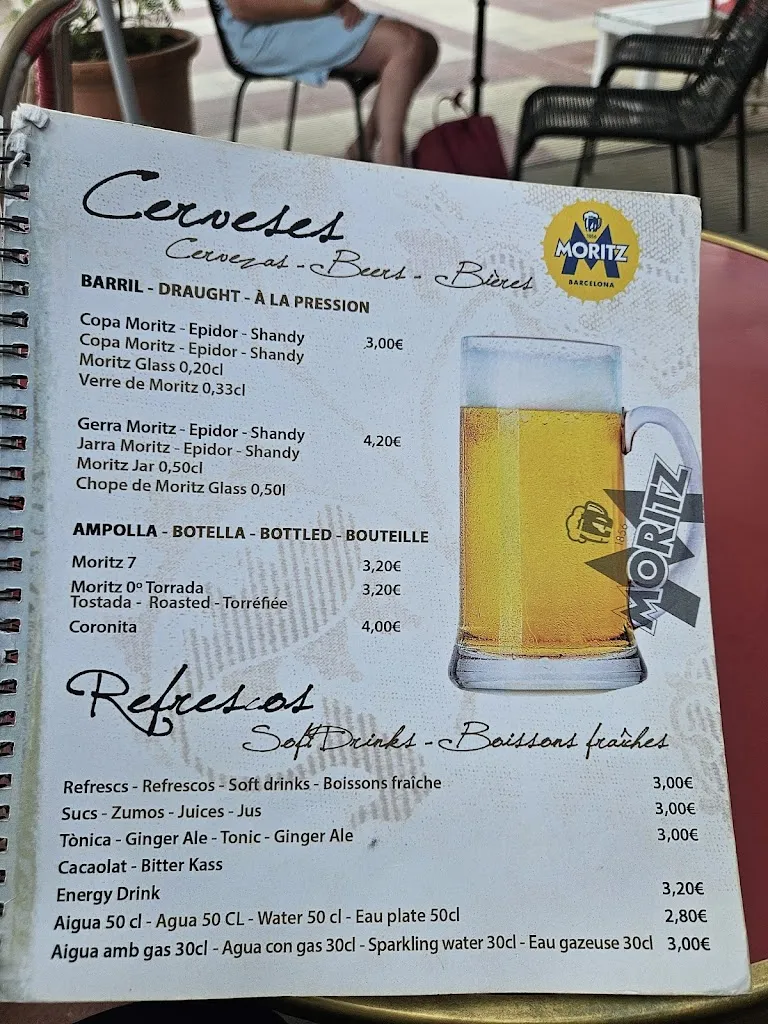 Cerveses
Cervezas - Beers - Bières
MORITZ
BARCELONA
BARRIL - DRAUGHT - À LA PRESSION
Copa Moritz - Epidor - Shandy 3,00€
Copa Moritz - Epidor - Shandy
Moritz Glass 0,20cl
Verre de Moritz 0,33cl
Gerra Moritz - Epidor - Shandy 4,20€
Jarra Moritz - Epidor - Shandy
Moritz Jar 0,50cl
Chope de Moritz Glass 0,50l
1856
MORITZ
AMPOLLA - BOTELLA - BOTTLED - BOUTEILLE
Moritz 7 3,20€
Moritz 0º Torrada 3,20€
Tostada - Roasted - Torréfiée
Coronita 4,00€
Refrescos
Soft Drinks - Boissons fraîches
Refrescs - Refrescos - Soft drinks - Boissons fraîche 3,00€
Sucs - Zumos - Juices - Jus 3,00€
Tònica - Ginger Ale - Tonic - Ginger Ale 3,00€
Cacaolat - Bitter Kass
Energy Drink 3,20€
Aigua 50 cl - Agua 50 CL - Water 50 cl - Eau plate 50cl 2,80€
Aigua amb gas 30cl - Agua con gas 30cl - Sparkling water 30cl - Eau gazeuse 30cl 3,00€